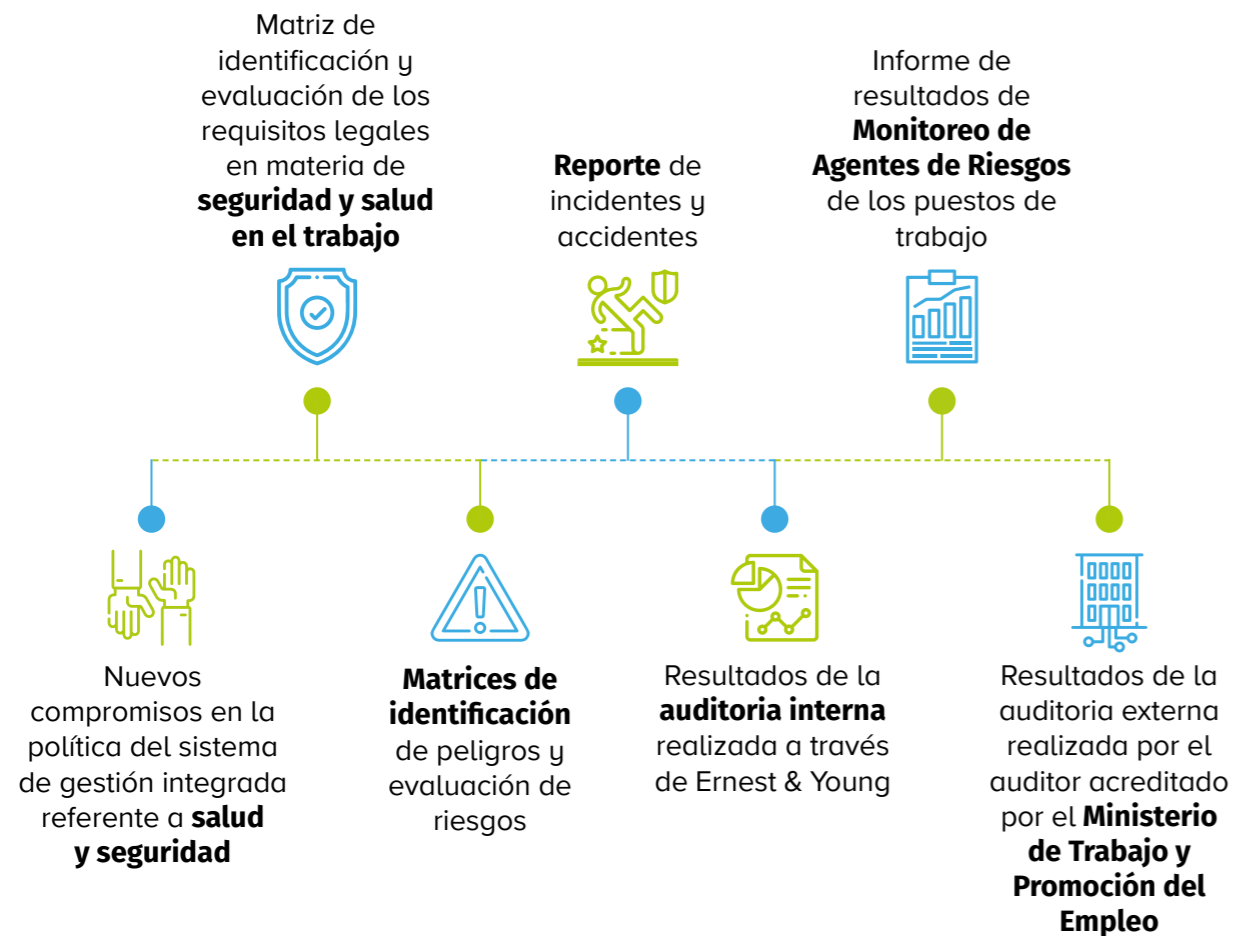 Matriz de
identificación y
evaluación de los
requisitos legales
en materia de
seguridad y salud
en el trabajo
Reporte de
incidentes y
accidentes
Informe de
resultados de
Monitoreo de
Agentes de Riesgos
de los puestos de
trabajo
Nuevos
compromisos en la
política del sistema
de gestión integrada
referente a salud
y seguridad
Matrices de
identificación
de peligros y
evaluación de
riesgos
Resultados de la
auditoria interna
realizada a través
de Ernest & Young
Resultados de la
auditoria externa
realizada por el
auditor acreditado
por el Ministerio
de Trabajo y
Promoción del
Empleo